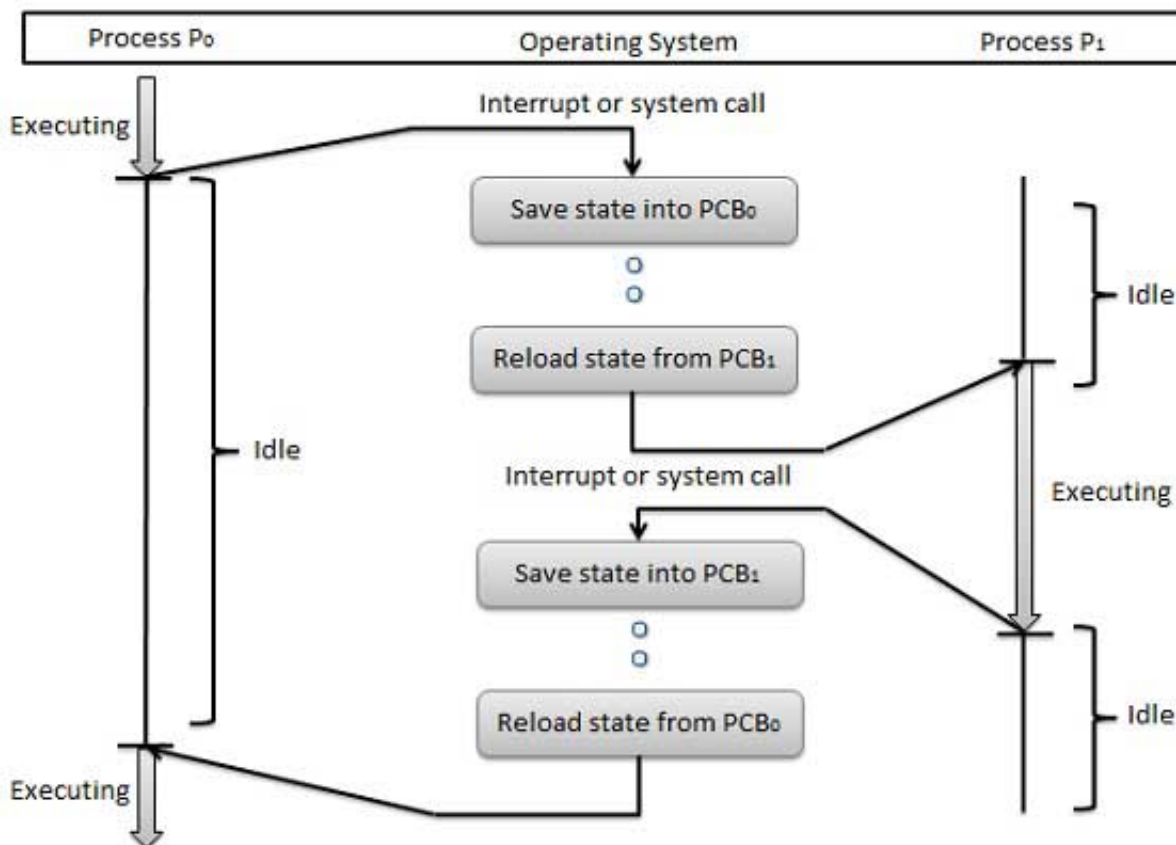 Process P₀ Operating System Process P₁
Interrupt or system call
Executing
Save state into PCB₀
Idle
Reload state from PCB₁
Idle
Interrupt or system call
Executing
Save state into PCB₁
Reload state from PCB₀
Idle
Executing